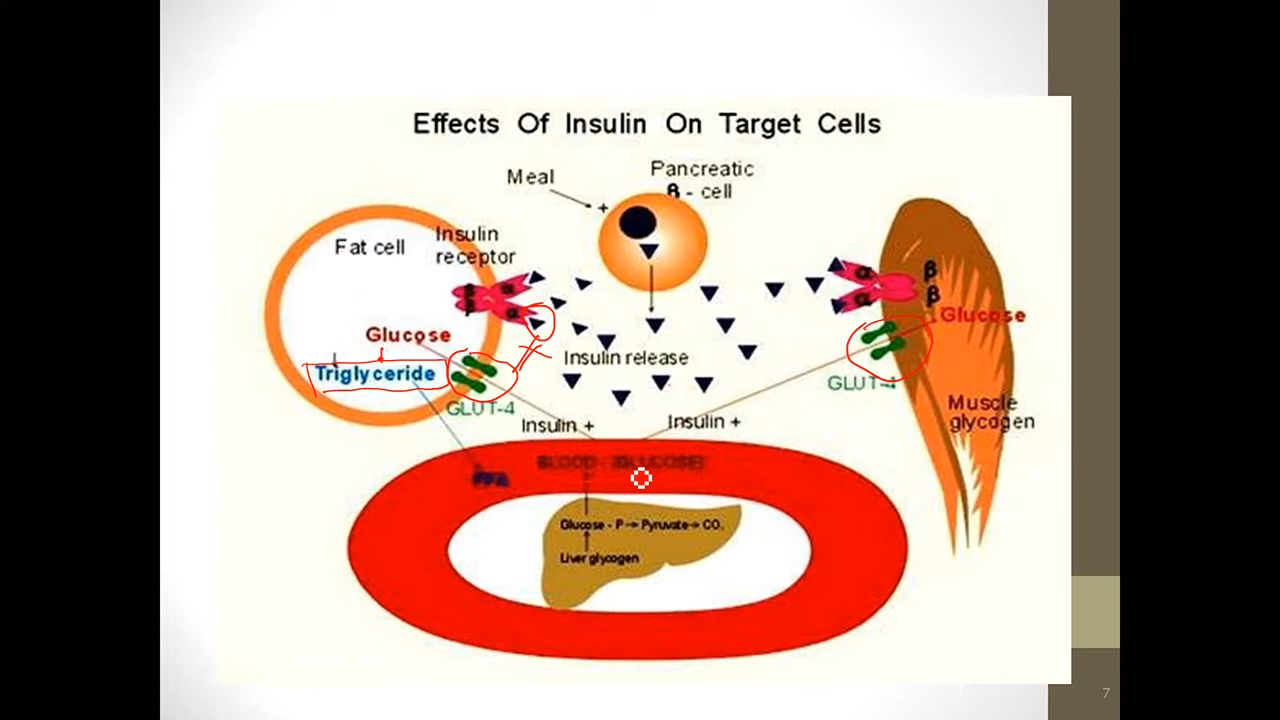 Effects Of Insulin On Target Cells
Meal
+
Pancreatic
β - cell
Fat cell
Insulin
receptor
α
α
β
β
α
α
β
β
Glucose
Triglyceride
GLUT-4
Insulin release
Glucose
GLUT-4
Muscle
glycogen
Insulin +
Insulin +
BLOOD - [GLUCOSE]
FFA
Glucose - P → Pyruvate → CO.
Liver glycogen
7